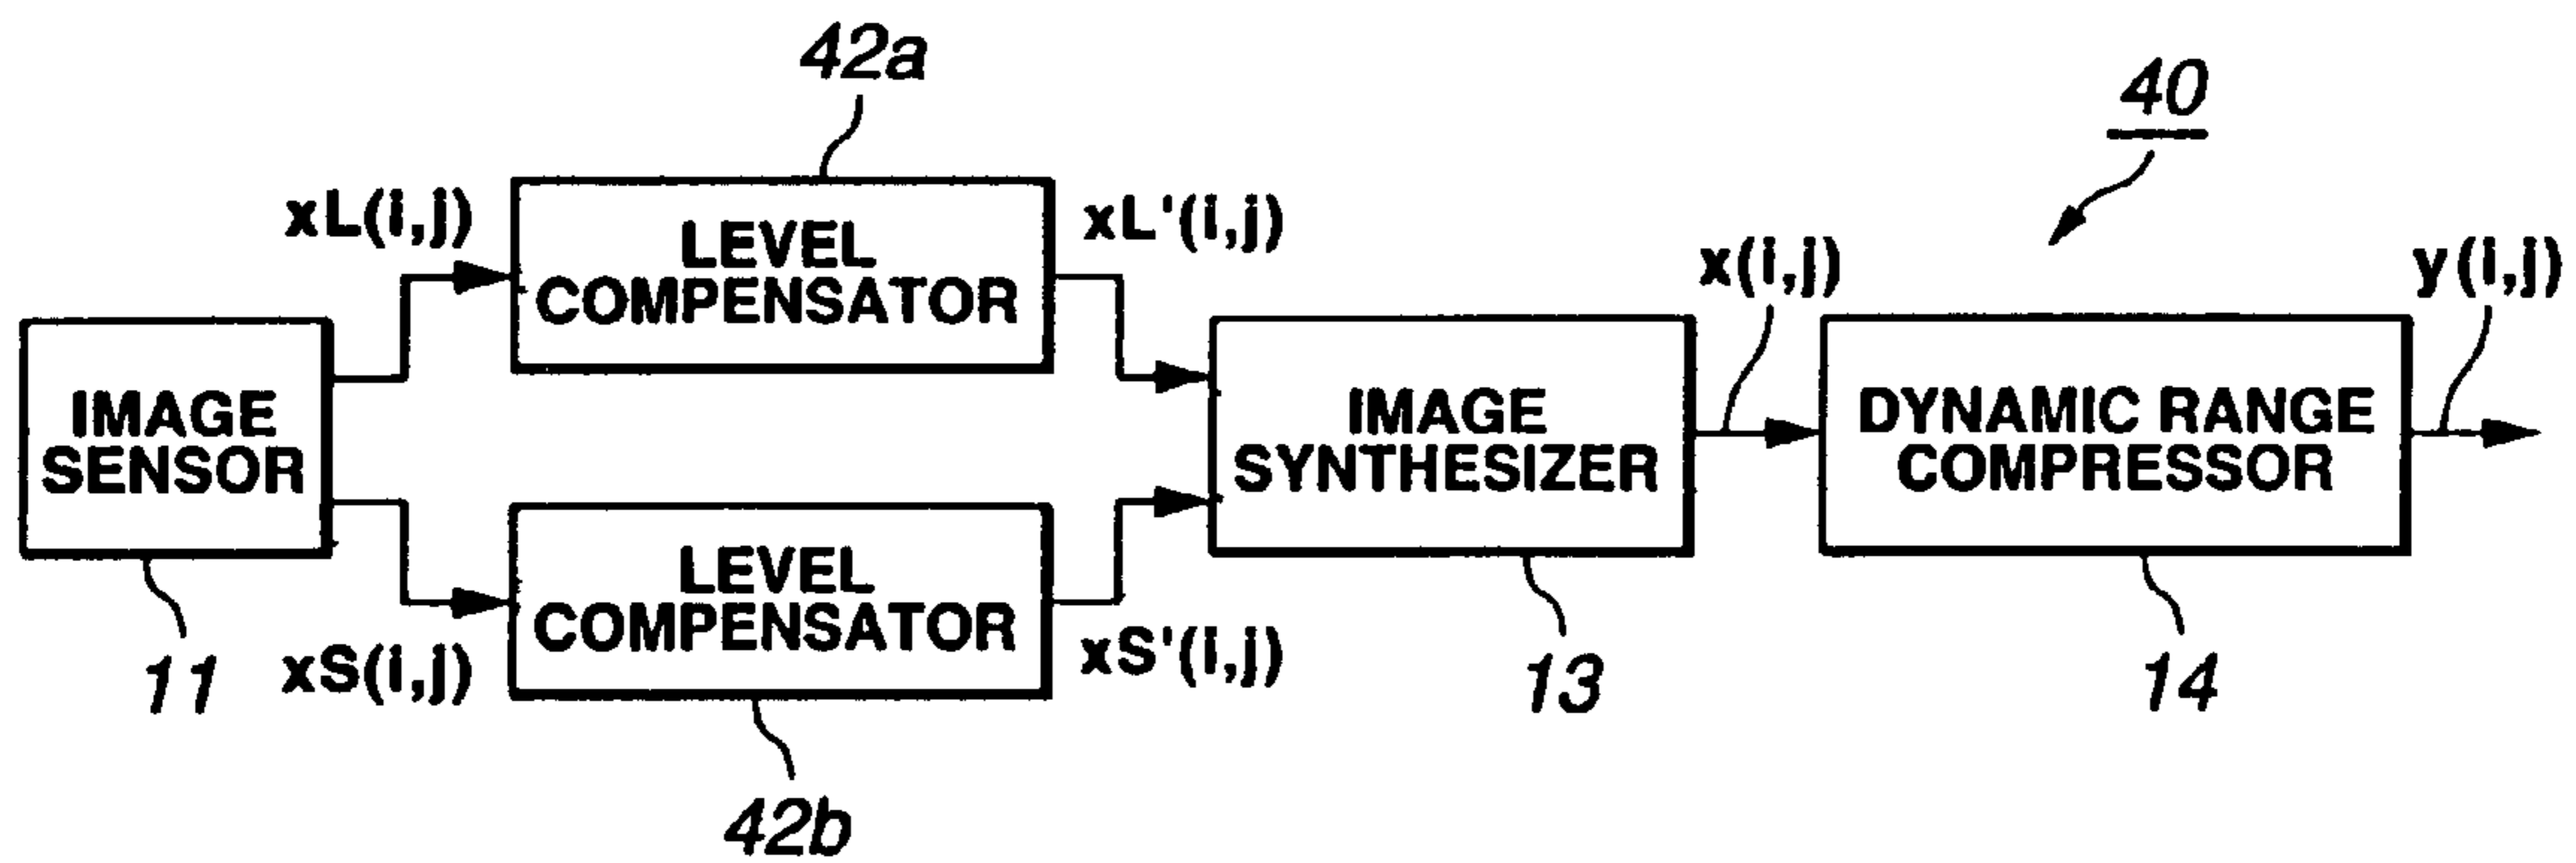 42a
40
xL(i,j)
LEVEL
COMPENSATOR
xL'(i,j)
x(i,j)
y(i,j)
IMAGE
SENSOR
IMAGE
SYNTHESIZER
DYNAMIC RANGE
COMPRESSOR
LEVEL
COMPENSATOR
11
xS(i,j)
xS'(i,j)
13
14
42b